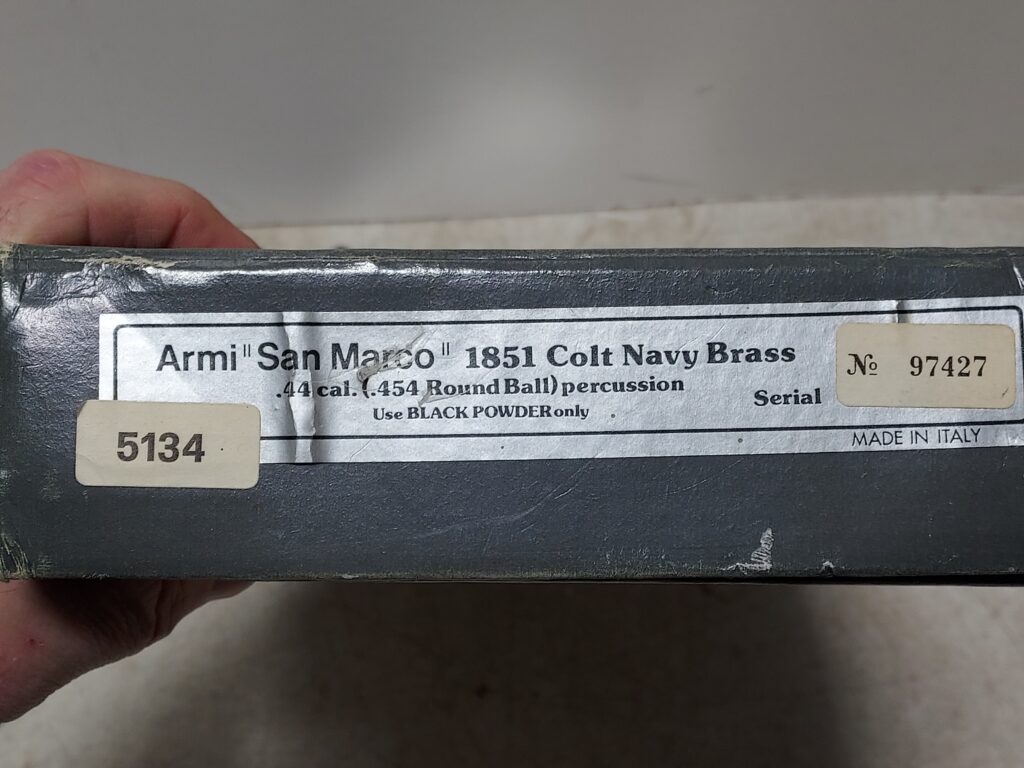 Armi "San Marco" 1851 Colt Navy Brass
.44 cal. (.454 Round Ball) percussion
Use BLACK POWDER only
Serial
№ 97427
MADE IN ITALY
5134